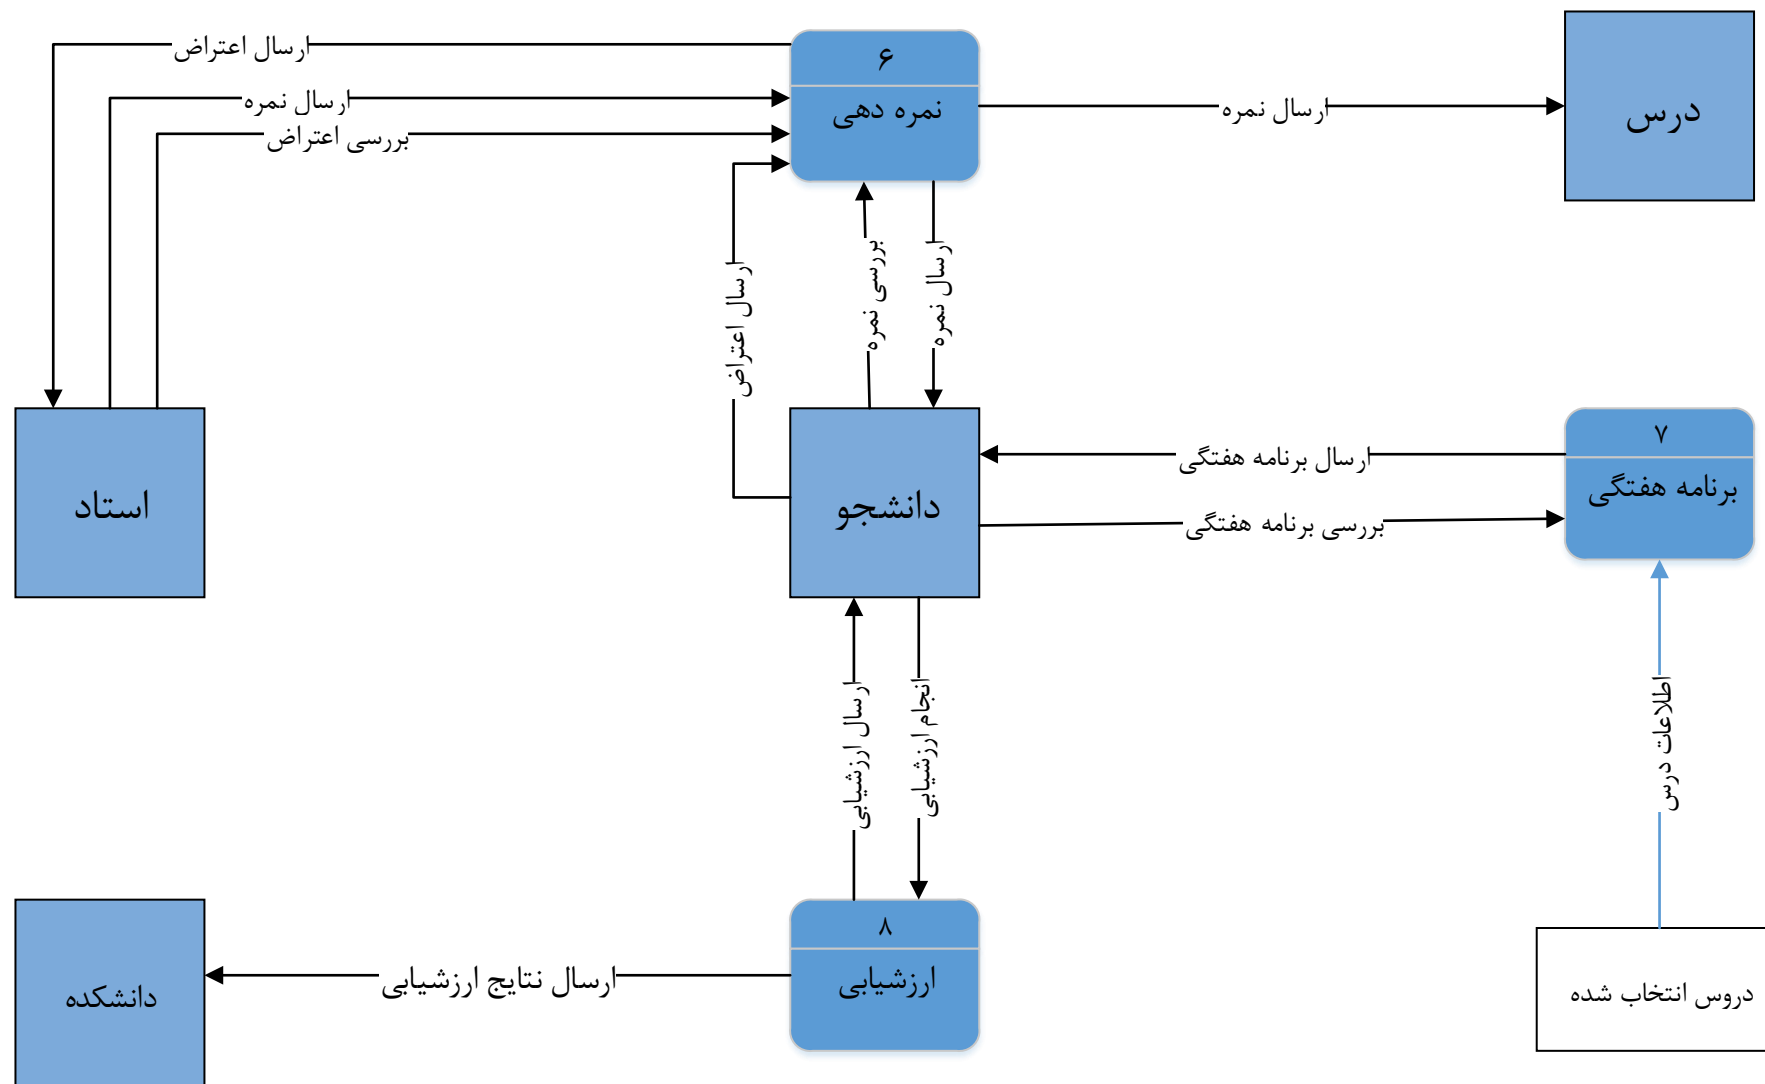 ارسال اعتراض
ارسال نمره
بررسی اعتراض
۶
نمره دهی
ارسال نمره
درس
ارسال اعتراض
بررسی نمره
ارسال نمره
استاد
دانشجو
ارسال برنامه هفتگی
بررسی برنامه هفتگی
۷
برنامه هفتگی
ارسال ارزشیابی
انجام ارزشیابی
اطلاعات درس
دانشکده
ارسال نتایج ارزشیابی
۸
ارزشیابی
دروس انتخاب شده